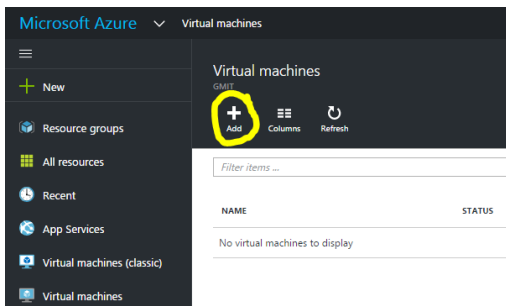 Microsoft Azure Virtual machines
New
Resource groups
All resources
Recent
App Services
Virtual machines (classic)
Virtual machines
Virtual machines
GMIT
Add Columns Refresh
Filter items ...
NAME STATUS
No virtual machines to display